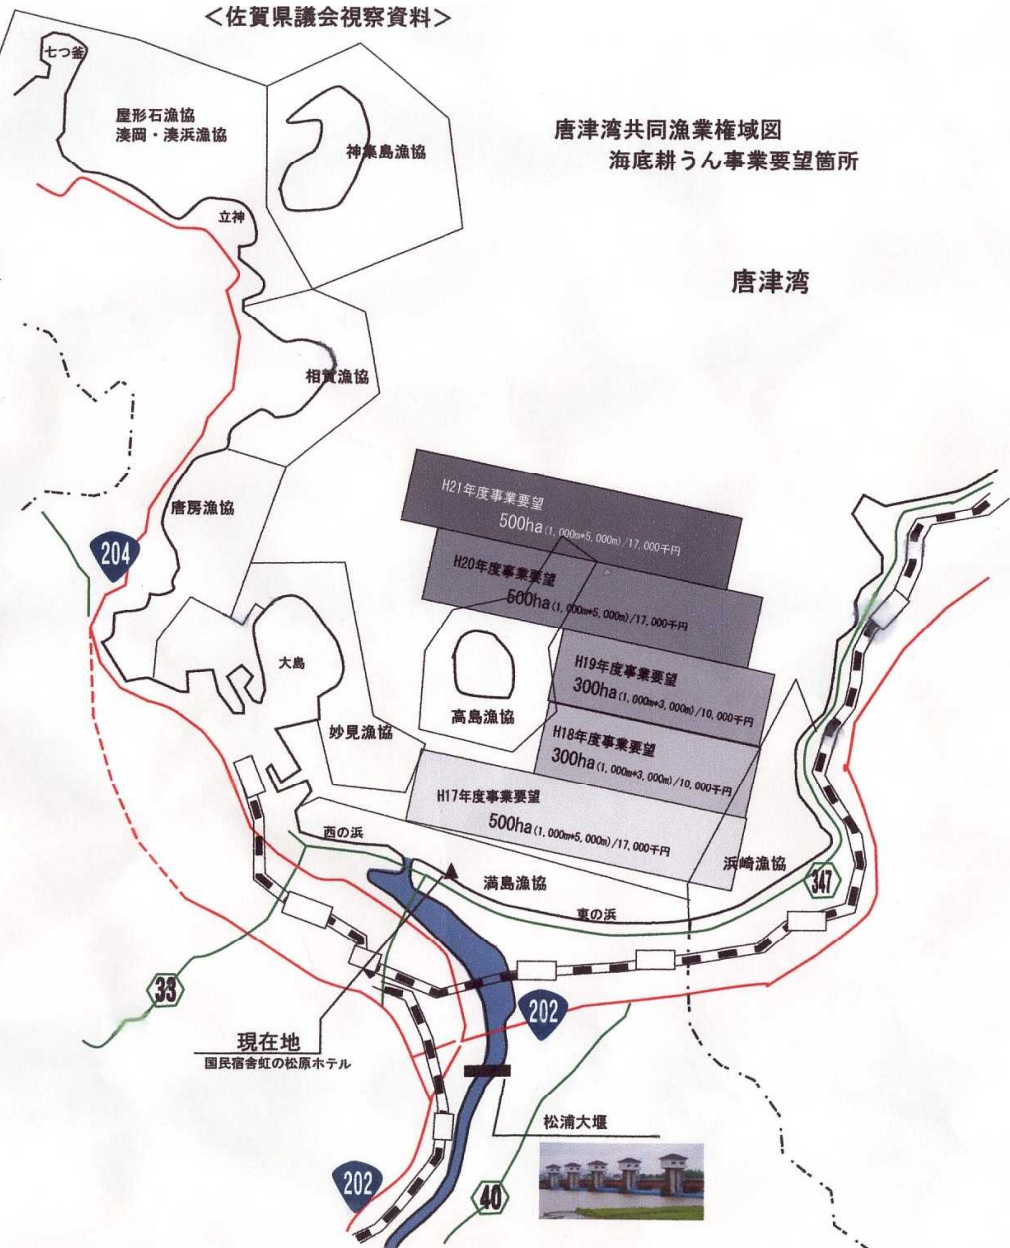 ＜佐賀県議会視察資料＞
七つ釜
屋形石漁協
湊岡・湊浜漁協
神集島漁協
唐津湾共同漁業権域図
海底耕うん事業要望箇所
立神
唐津湾
相賀漁協
唐房漁協
204
H21年度事業要望
500ha(1,000m*5,000m)/17,000千円
H20年度事業要望
500ha(1,000m*5,000m)/17,000千円
大島
H19年度事業要望
300ha(1,000m*3,000m)/10,000千円
高島漁協
妙見漁協
H18年度事業要望
300ha(1,000m*3,000m)/10,000千円
H17年度事業要望
500ha(1,000m*5,000m)/17,000千円
西の浜
浜崎漁協
満島漁協
347
東の浜
33
202
現在地
国民宿舎虹の松原ホテル
松浦大堰
202
40